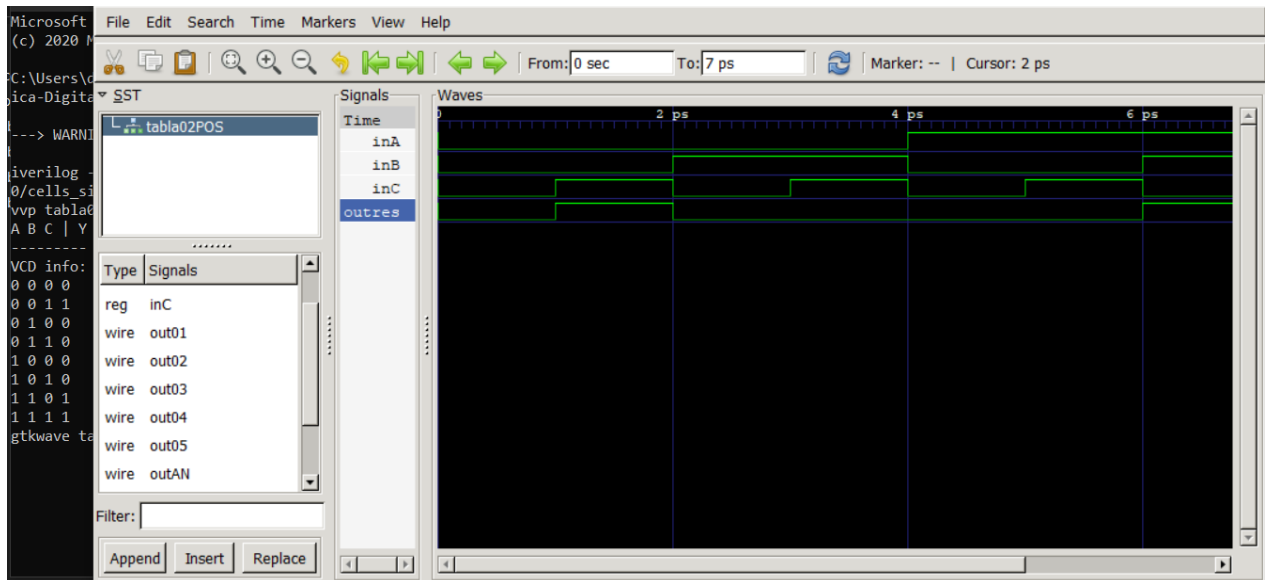 Microsoft
(c) 2020 M
C:\Users\
ica-Digita
---> WARNI
iverilog -
0/cells_si
vvp tabla0
A B C | Y
---------
VCD info:
0 0 0 0
0 0 1 1
0 1 0 0
0 1 1 0
1 0 0 0
1 0 1 0
1 1 0 1
1 1 1 1
gtkwave ta
File Edit Search Time Markers View Help
From: 0 sec To: 7 ps Marker: -- | Cursor: 2 ps
SST
tabla02POS
Type Signals
reg inC
wire out01
wire out02
wire out03
wire out04
wire out05
wire outAN
Filter:
Append Insert Replace
Signals
Time
inA
inB
inC
outres
Waves
0 2 ps 4 ps 6 ps